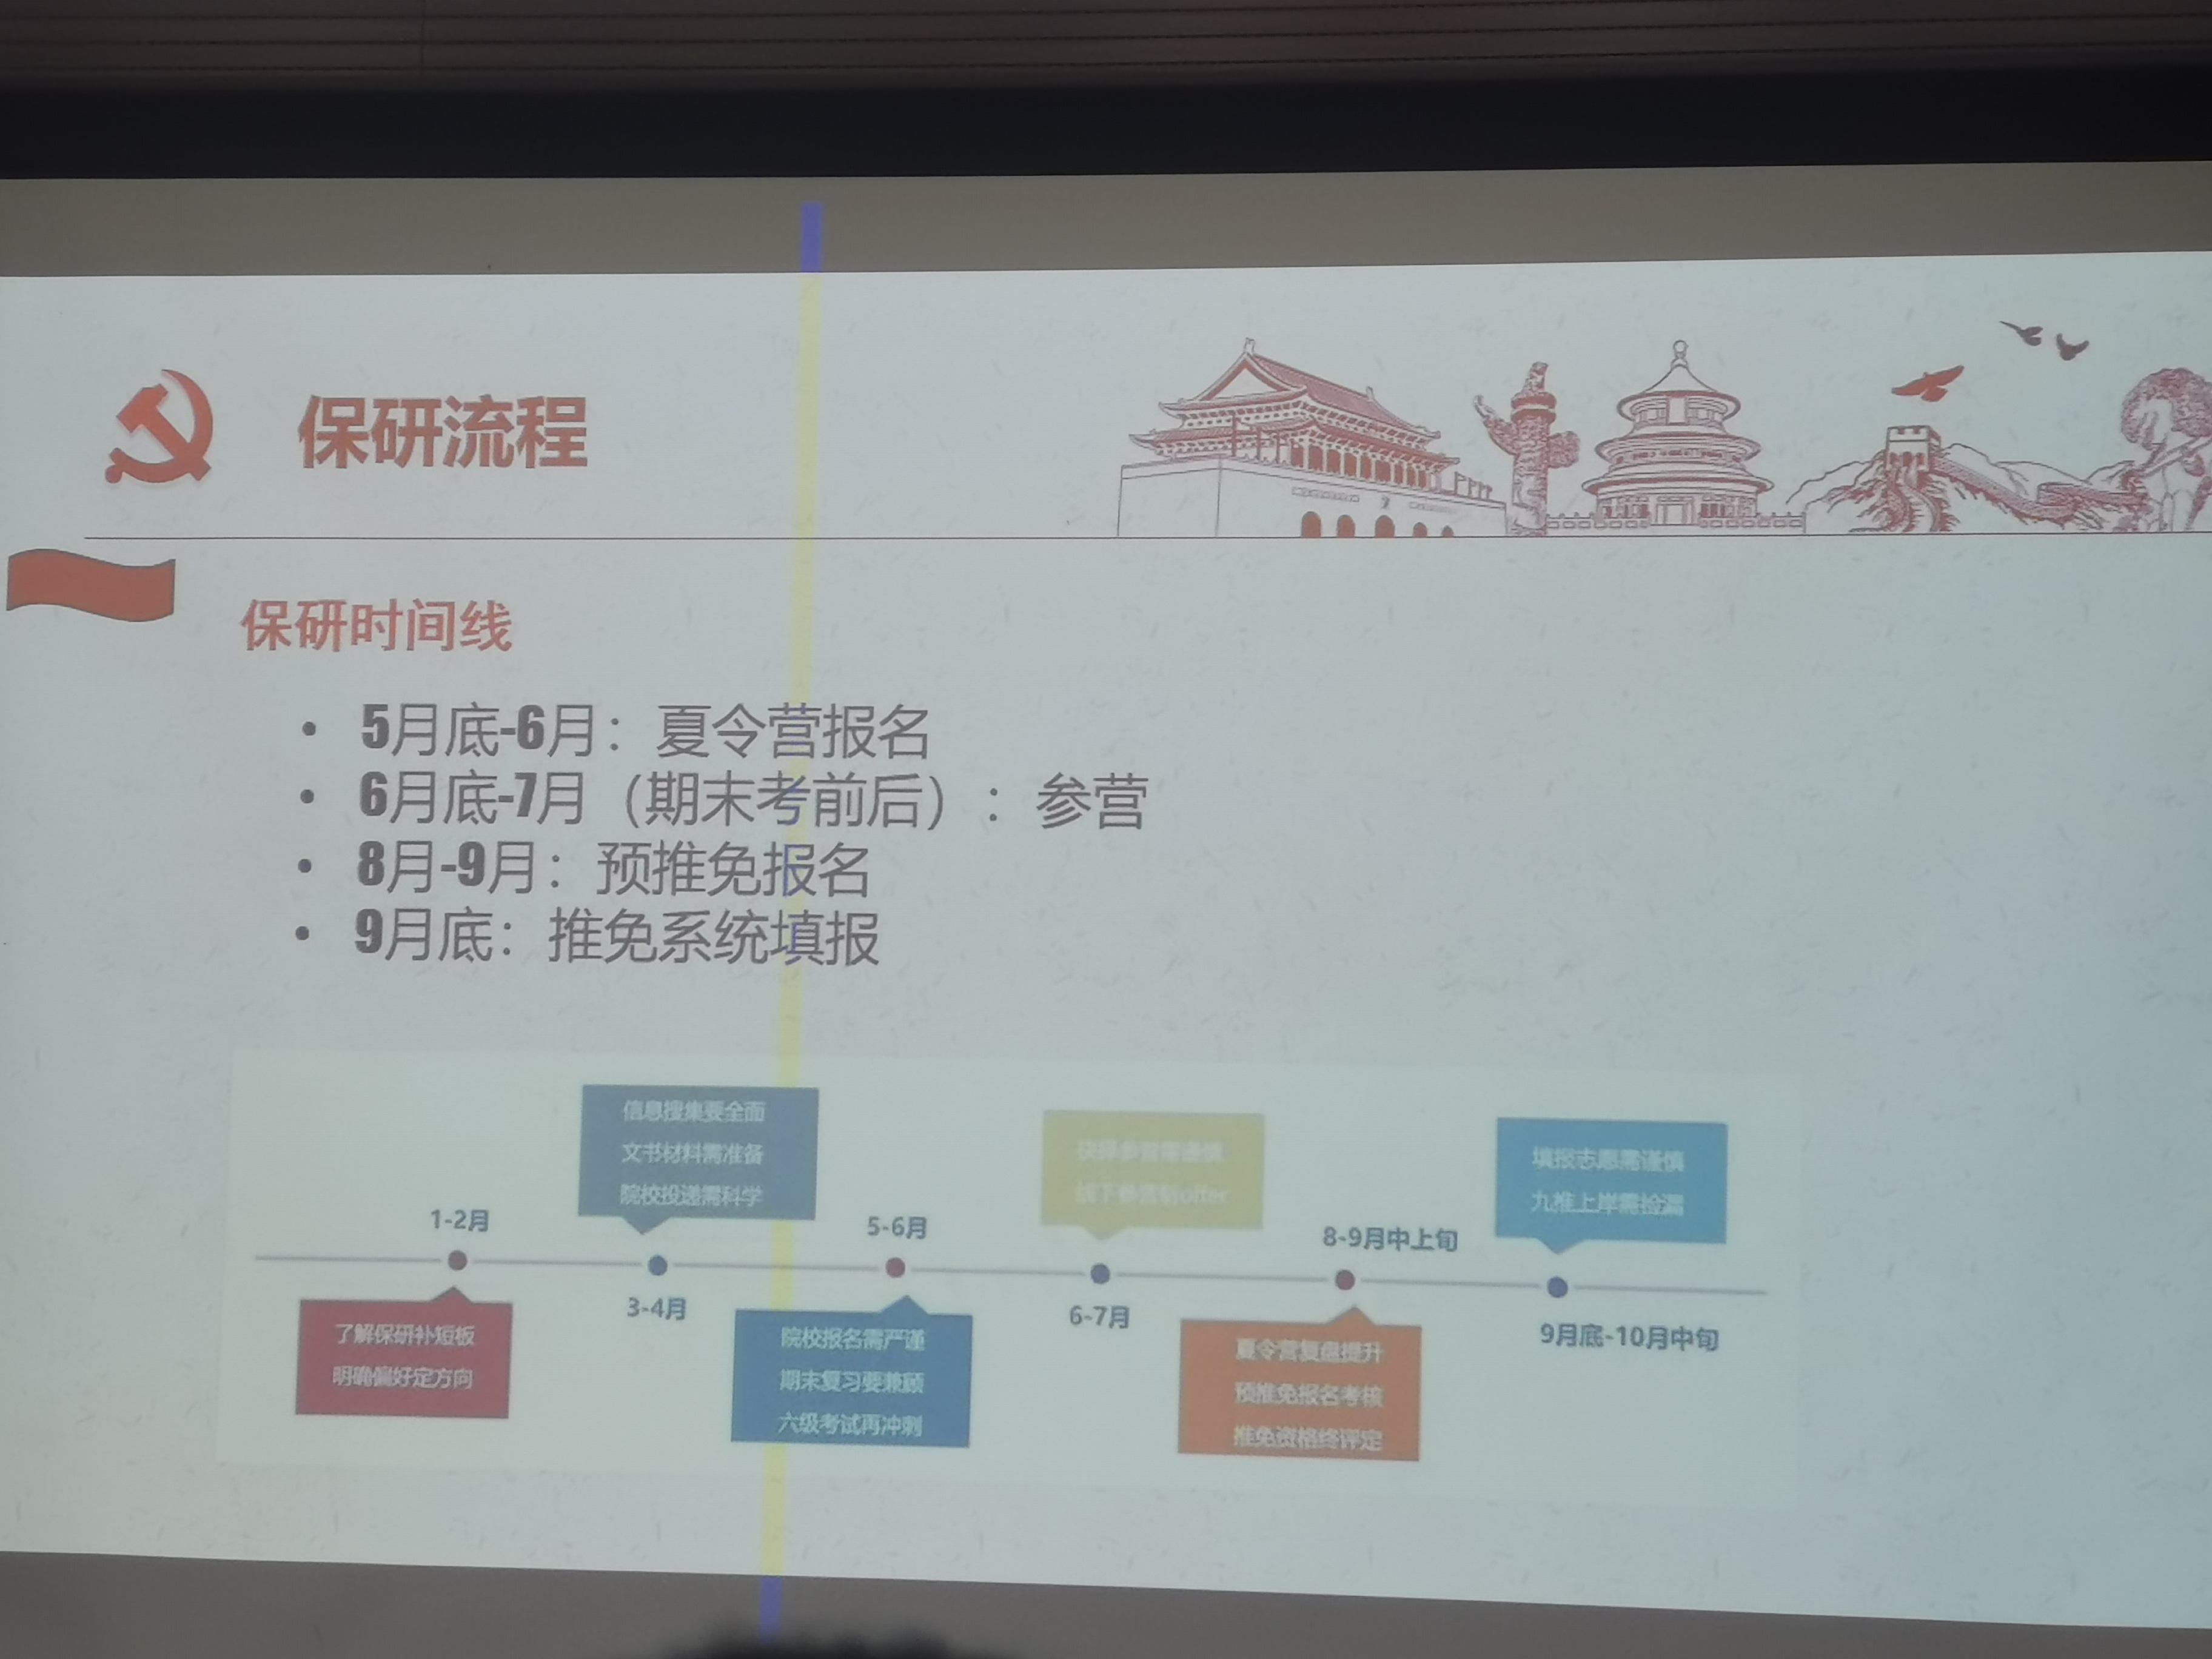 保研流程
保研时间线
• 5月底-6月：夏令营报名
• 6月底-7月（期末考前后）：参营
• 8月-9月：预推免报名
• 9月底：推免系统填报
信息搜集要全面
文书材料需准备
院校投递需科学
参营需谨慎
线下参营斩offer
填报志愿需谨慎
九推上岸需捡漏
1-2月
5-6月
8-9月中上旬
3-4月
6-7月
9月底-10月中旬
了解保研补短板
明确偏好定方向
院校报名需严谨
期末复习要兼顾
六级考试再冲刺
夏令营复盘提升
预推免报名考核
推免资格终评定